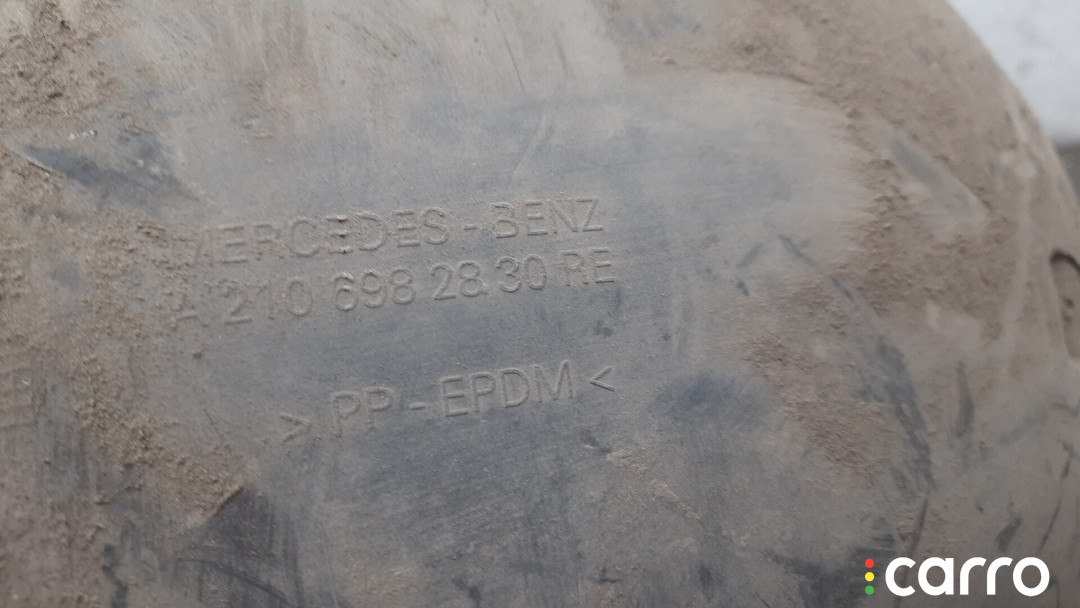 MERCEDES - BENZ
A 210 698 28 30 RE
> PP - EPDM <
carro